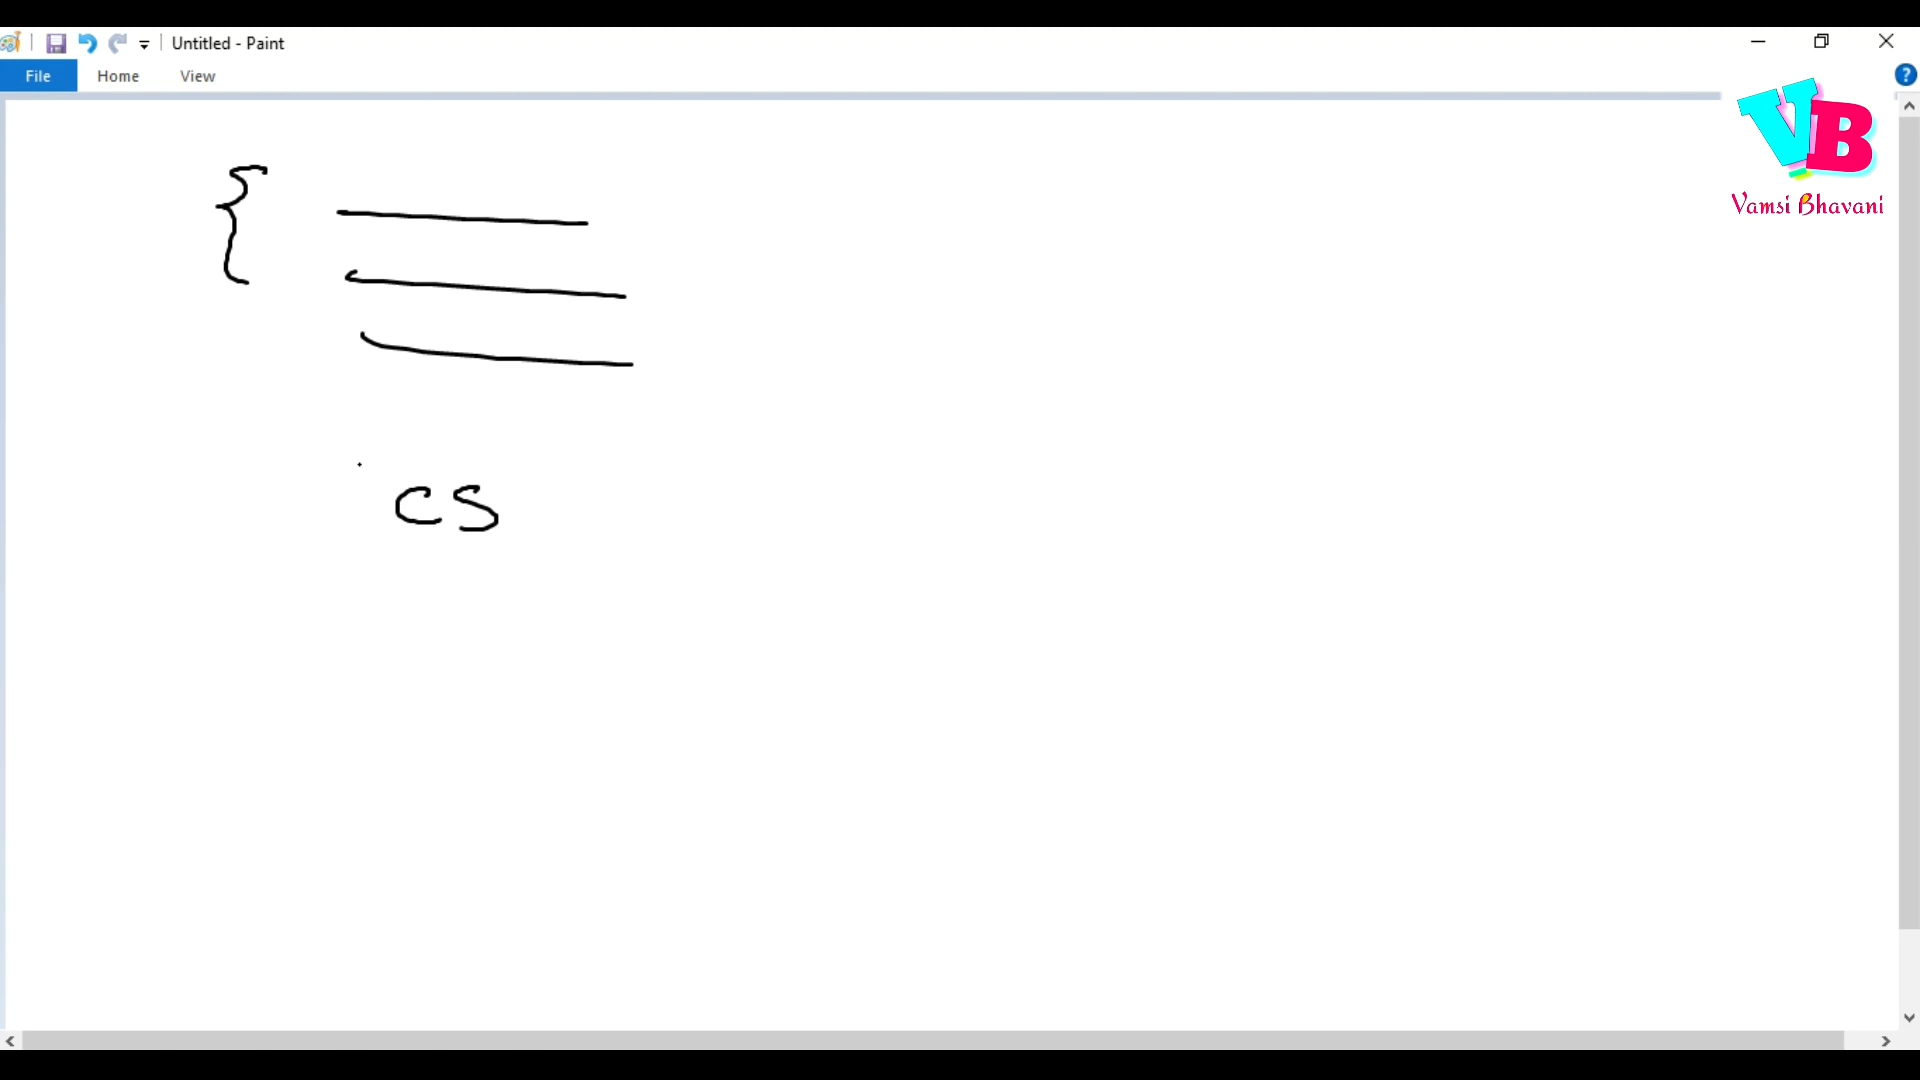 Untitled - Paint
File Home View
VB
Vamsi Bhavani
{
CS